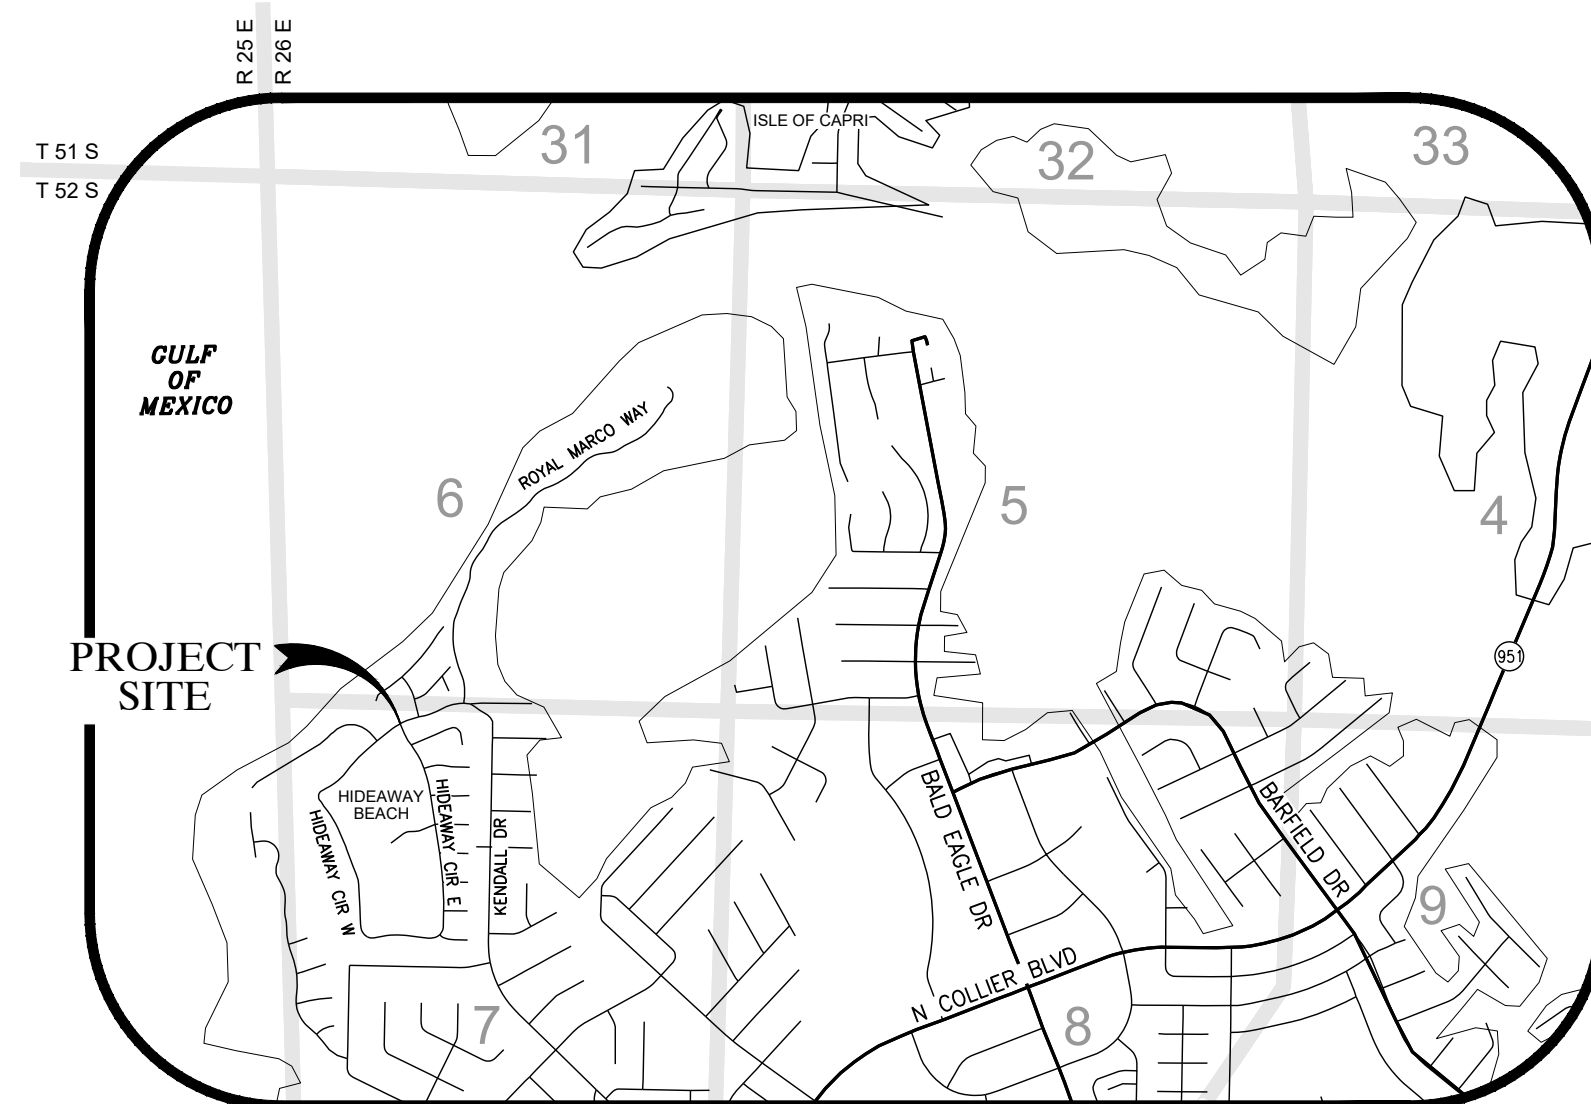 R 25 E
R 26 E
T 51 S
T 52 S
31
ISLE OF CAPRI
32
33
GULF
OF
MEXICO
ROYAL MARCO WAY
6
5
4
951
PROJECT
SITE
HIDEAWAY
BEACH
HIDEAWAY CIR W
HIDEAWAY CIR E
KENDALL DR
BALD EAGLE DR
BARFIELD DR
N COLLIER BLVD
7
8
9